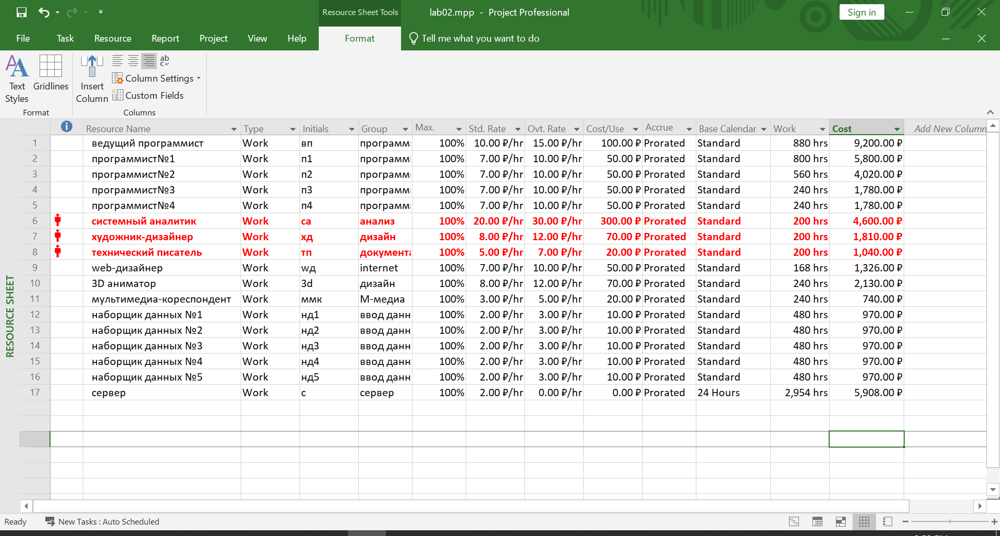 Resource Sheet Tools lab02.mpp - Project Professional Sign in
File Task Resource Report Project View Help Format Tell me what you want to do
Text Styles
Gridlines
Insert Column
ab c
Column Settings
Custom Fields
Format Columns
Resource Name Type Initials Group Max. Std. Rate Ovt. Rate Cost/Use Accrue Base Calendar Work Cost Add New Column
1 ведущий программист Work вп программ 100% 10.00 ₽/hr 15.00 ₽/hr 100.00 ₽ Prorated Standard 880 hrs 9,200.00 ₽
2 программист№1 Work п1 программ 100% 7.00 ₽/hr 10.00 ₽/hr 50.00 ₽ Prorated Standard 800 hrs 5,800.00 ₽
3 программист№2 Work п2 программ 100% 7.00 ₽/hr 10.00 ₽/hr 50.00 ₽ Prorated Standard 560 hrs 4,020.00 ₽
4 программист№3 Work п3 программ 100% 7.00 ₽/hr 10.00 ₽/hr 50.00 ₽ Prorated Standard 240 hrs 1,780.00 ₽
5 программист№4 Work п4 программ 100% 7.00 ₽/hr 10.00 ₽/hr 50.00 ₽ Prorated Standard 240 hrs 1,780.00 ₽
6 системный аналитик Work са анализ 100% 20.00 ₽/hr 30.00 ₽/hr 300.00 ₽ Prorated Standard 200 hrs 4,600.00 ₽
7 художник-дизайнер Work хд дизайн 100% 8.00 ₽/hr 12.00 ₽/hr 70.00 ₽ Prorated Standard 200 hrs 1,810.00 ₽
8 технический писатель Work тп документа 100% 5.00 ₽/hr 7.00 ₽/hr 20.00 ₽ Prorated Standard 200 hrs 1,040.00 ₽
9 web-дизайнер Work wд internet 100% 7.00 ₽/hr 10.00 ₽/hr 50.00 ₽ Prorated Standard 168 hrs 1,326.00 ₽
10 3D аниматор Work 3d дизайн 100% 8.00 ₽/hr 12.00 ₽/hr 70.00 ₽ Prorated Standard 240 hrs 2,130.00 ₽
11 мультимедиа-кореспондент Work ммк М-медиа 100% 3.00 ₽/hr 5.00 ₽/hr 20.00 ₽ Prorated Standard 240 hrs 740.00 ₽
12 наборщик данных №1 Work нд1 ввод данн 100% 2.00 ₽/hr 3.00 ₽/hr 10.00 ₽ Prorated Standard 480 hrs 970.00 ₽
13 наборщик данных №2 Work нд2 ввод данн 100% 2.00 ₽/hr 3.00 ₽/hr 10.00 ₽ Prorated Standard 480 hrs 970.00 ₽
14 наборщик данных №3 Work нд3 ввод данн 100% 2.00 ₽/hr 3.00 ₽/hr 10.00 ₽ Prorated Standard 480 hrs 970.00 ₽
15 наборщик данных №4 Work нд4 ввод данн 100% 2.00 ₽/hr 3.00 ₽/hr 10.00 ₽ Prorated Standard 480 hrs 970.00 ₽
16 наборщик данных №5 Work нд5 ввод данн 100% 2.00 ₽/hr 3.00 ₽/hr 10.00 ₽ Prorated Standard 480 hrs 970.00 ₽
17 сервер Work с сервер 100% 2.00 ₽/hr 0.00 ₽/hr 0.00 ₽ Prorated 24 Hours 2,954 hrs 5,908.00 ₽
RESOURCE SHEET
Ready New Tasks : Auto Scheduled